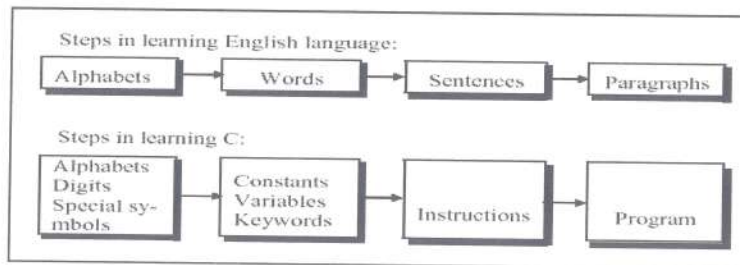 Steps in learning English language:
Alphabets
Words
Sentences
Paragraphs
Steps in learning C:
Alphabets
Digits
Special sy-
mbols
Constants
Variables
Keywords
Instructions
Program